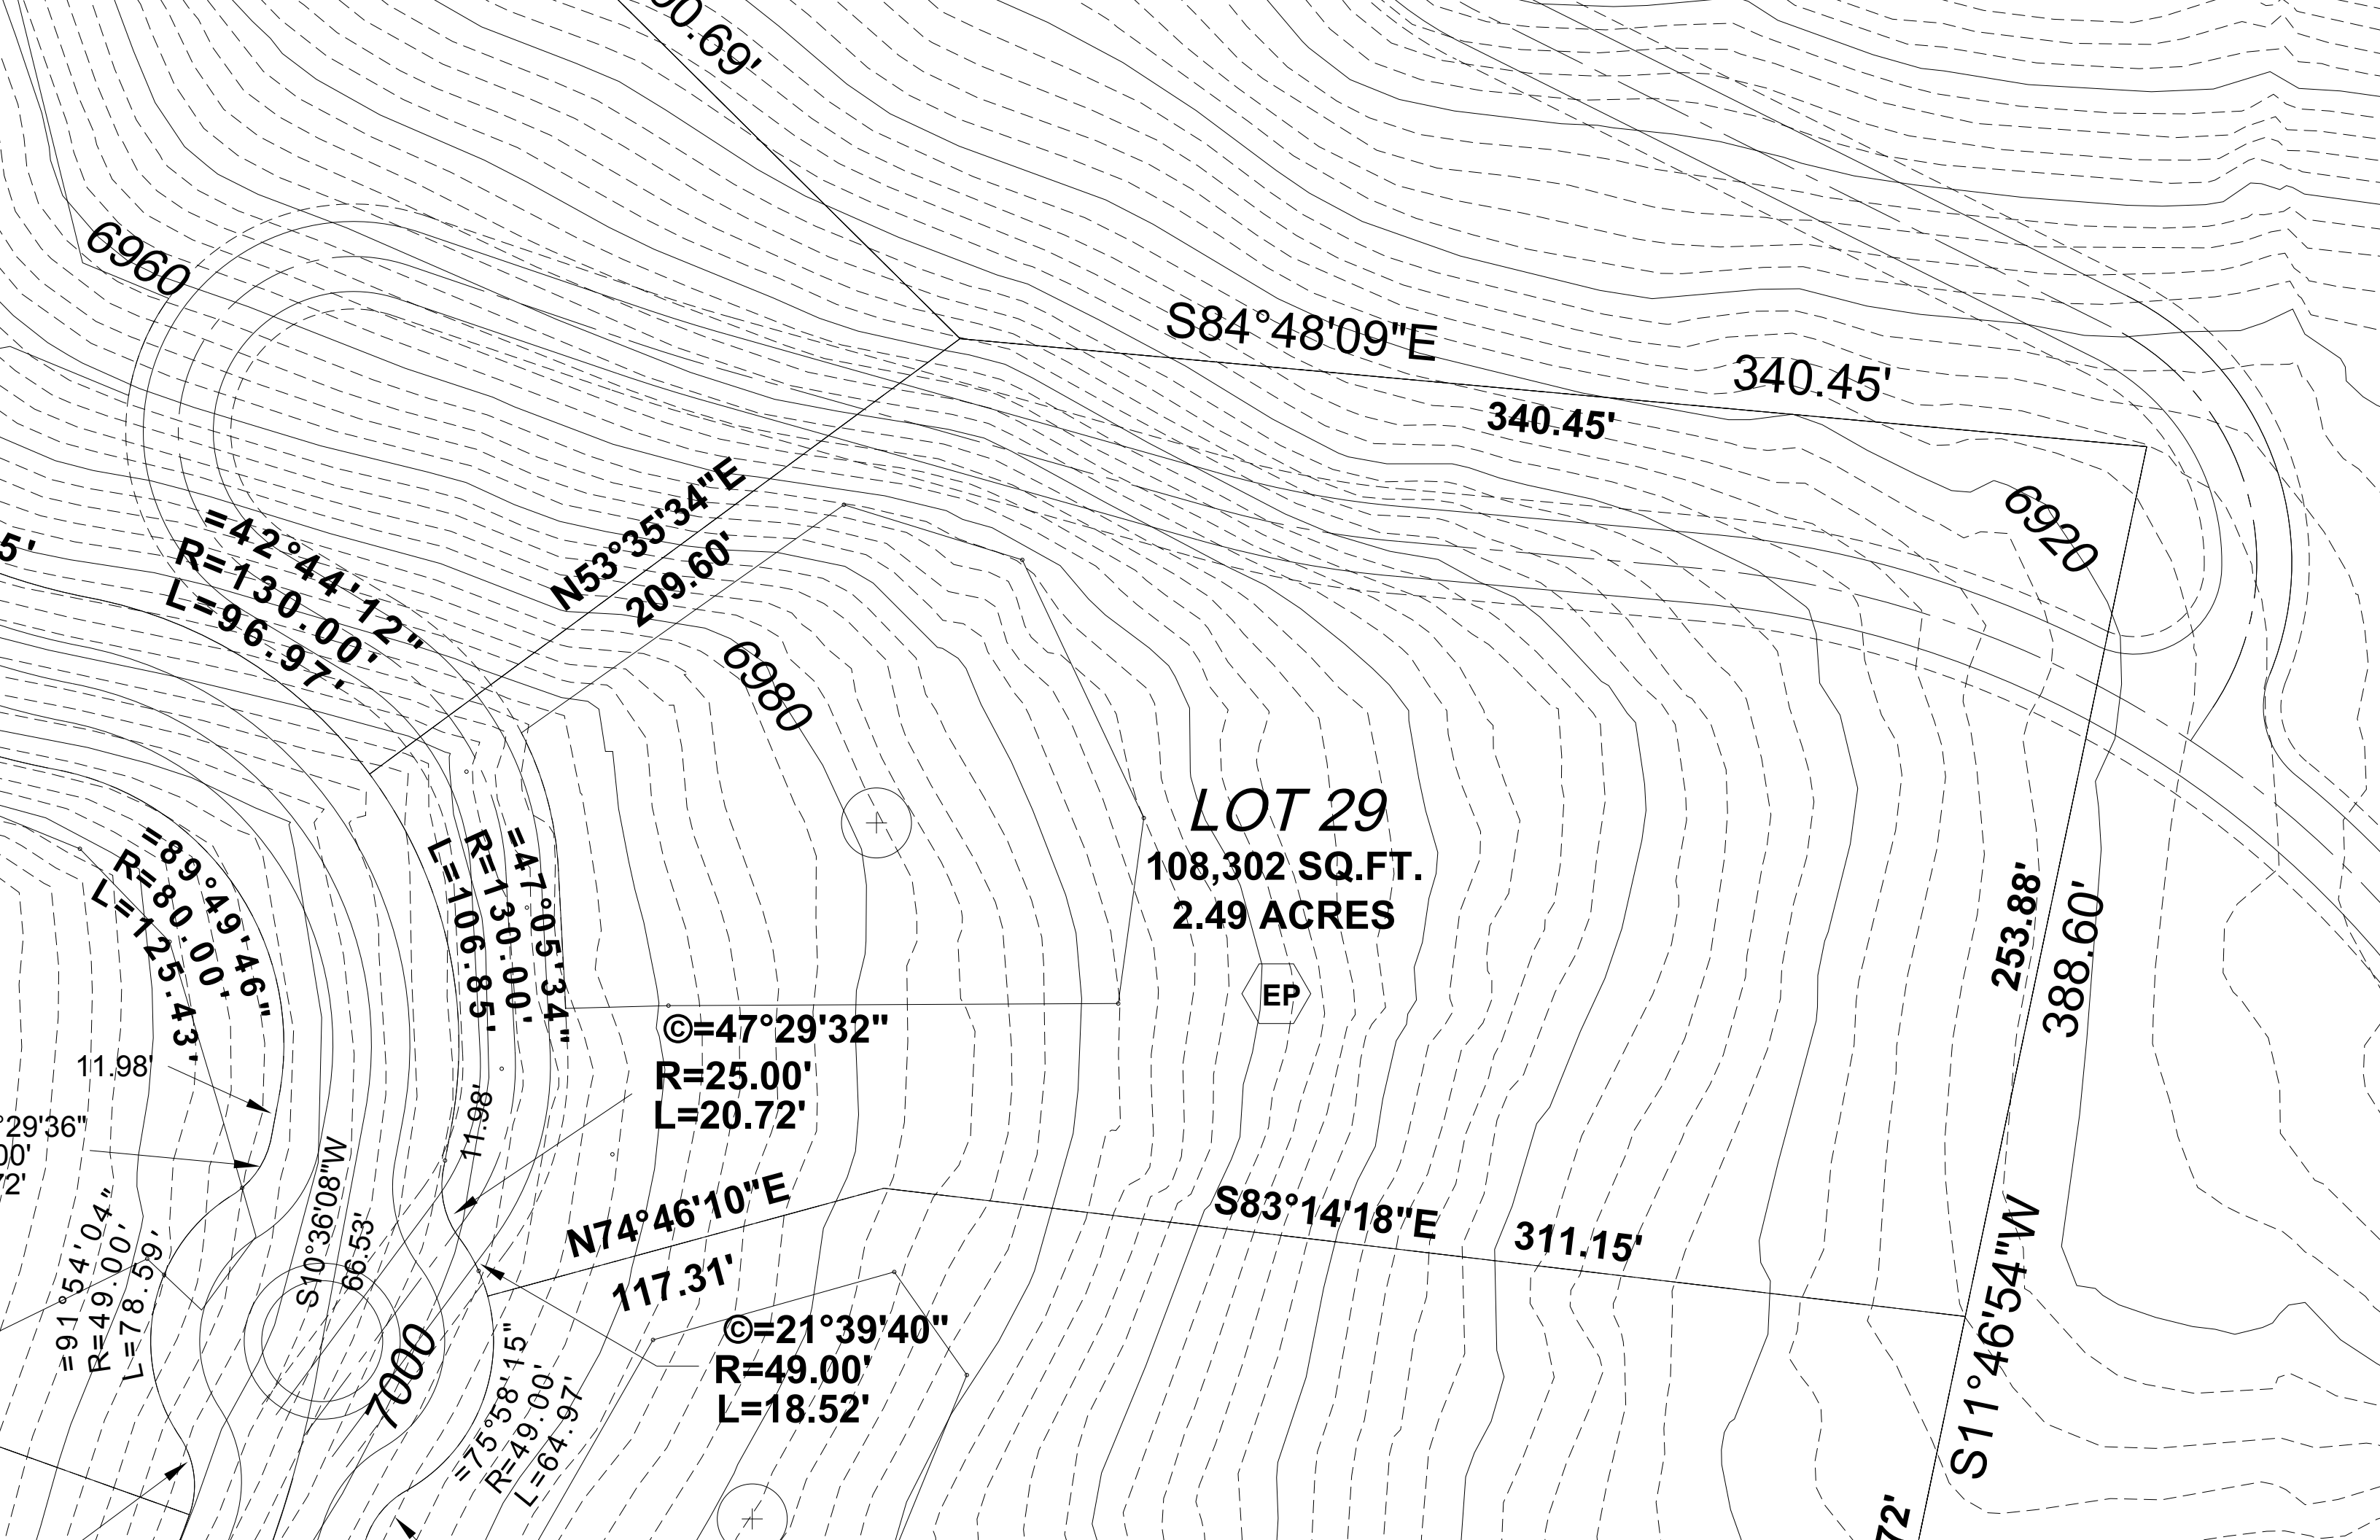 00.69'
6960
S84°48'09"E
340.45'
340.45'
6920
N53°35'34"E
209.60'
5'
=42°44'12"
R=130.00'
L=96.97'
6980
LOT 29
108,302 SQ.FT.
2.49 ACRES
EP
=89°49'46"
R=80.00'
L=125.43'
=47°05'34"
R=130.00'
L=106.85'
253.88'
388.60'
©=47°29'32"
R=25.00'
L=20.72'
11.98'
11.98'
°29'36"
00'
72'
S10°36'08"W
66.53'
N74°46'10"E
117.31'
S83°14'18"E
311.15'
S11°46'54"W
=91°54'04"
R=49.00'
L=78.59'
7000
©=21°39'40"
R=49.00'
L=18.52'
=75°58'15"
R=49.00'
L=64.97'
72'